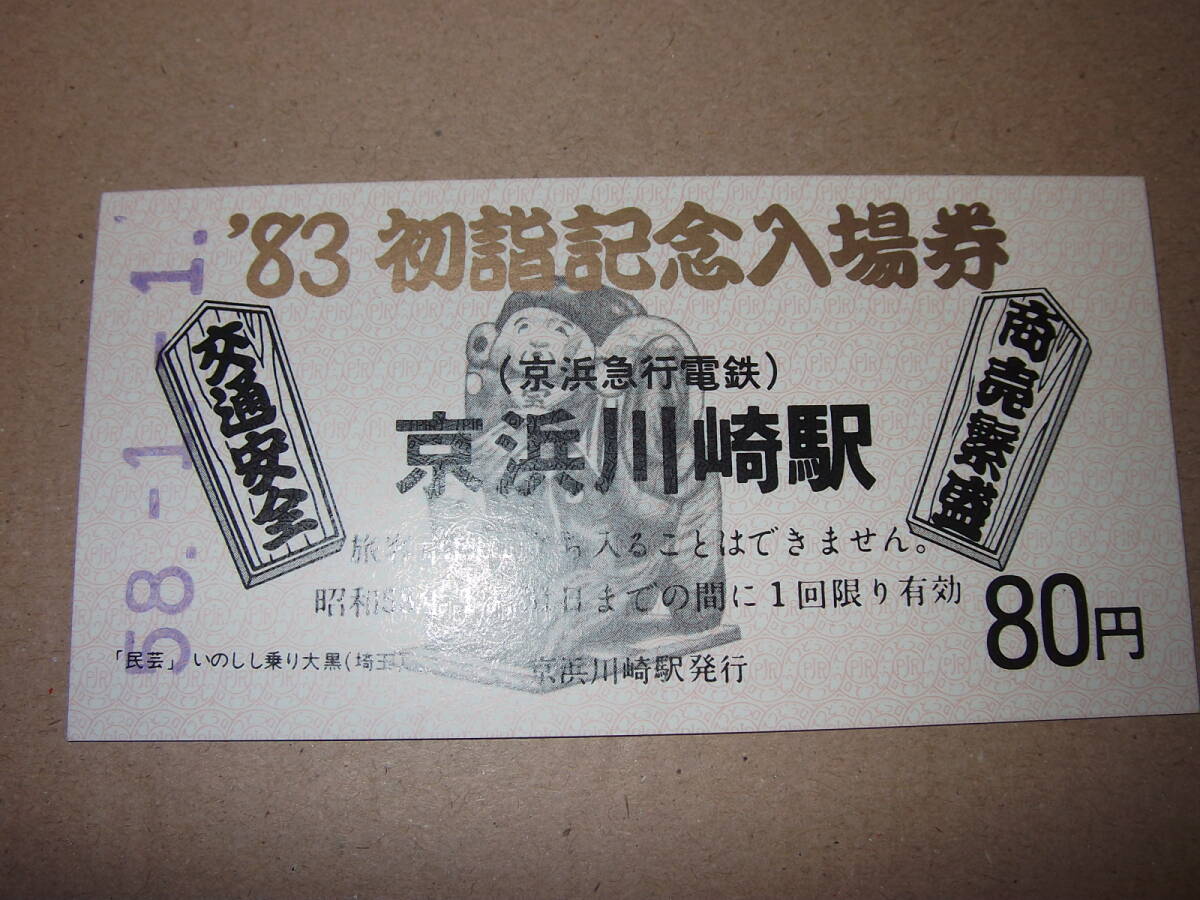 '83 初詣記念入場券
(京浜急行電鉄)
京浜川崎駅
交通安全
商売繁盛
旅 入ることはできません。
昭和 日までの間に1回限り有効
80円
「民芸」 いのしし乗り大黒(埼玉
京浜川崎駅発行
58.-1.-1.